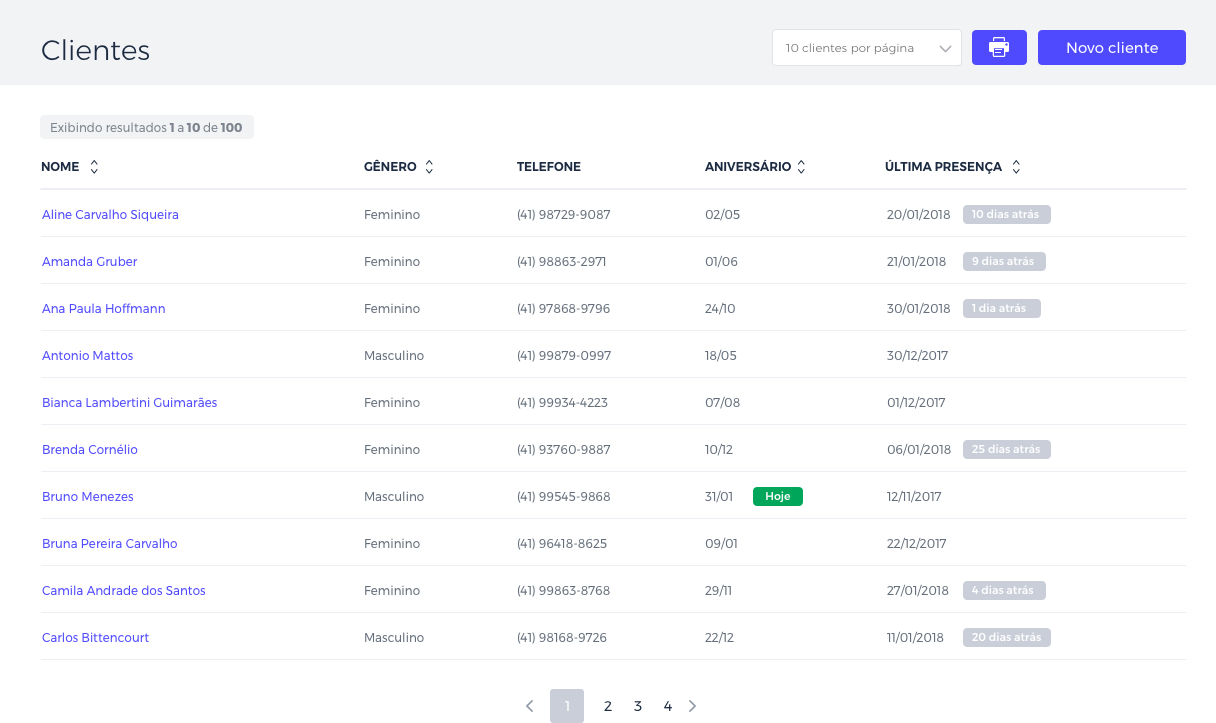 Clientes
10 clientes por página
Novo cliente
Exibindo resultados 1 a 10 de 100
NOME GÊNERO TELEFONE ANIVERSÁRIO ÚLTIMA PRESENÇA
Aline Carvalho Siqueira Feminino (41) 98729-9087 02/05 20/01/2018 10 dias atrás
Amanda Gruber Feminino (41) 98863-2971 01/06 21/01/2018 9 dias atrás
Ana Paula Hoffmann Feminino (41) 97868-9796 24/10 30/01/2018 1 dia atrás
Antonio Mattos Masculino (41) 99879-0997 18/05 30/12/2017
Bianca Lambertini Guimarães Feminino (41) 99934-4223 07/08 01/12/2017
Brenda Cornélio Feminino (41) 93760-9887 10/12 06/01/2018 25 dias atrás
Bruno Menezes Masculino (41) 99545-9868 31/01 Hoje 12/11/2017
Bruna Pereira Carvalho Feminino (41) 96418-8625 09/01 22/12/2017
Camila Andrade dos Santos Feminino (41) 99863-8768 29/11 27/01/2018 4 dias atrás
Carlos Bittencourt Masculino (41) 98168-9726 22/12 11/01/2018 20 dias atrás
1 2 3 4